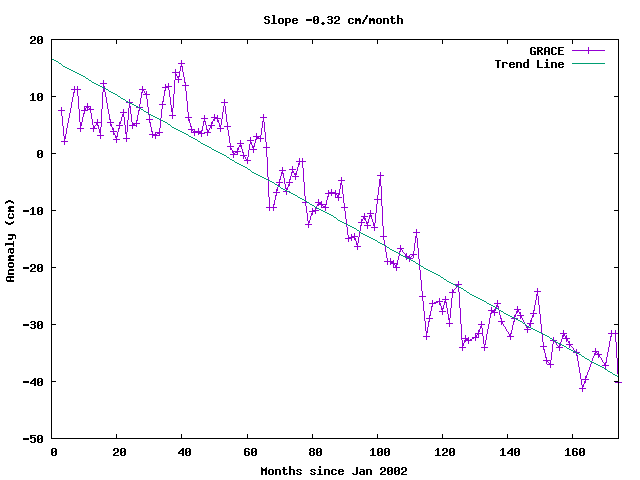 Slope -0.32 cm/month
20
GRACE
Trend Line
10
0
-10
-20
-30
-40
-50
Anomaly (cm)
0 20 40 60 80 100 120 140 160
Months since Jan 2002